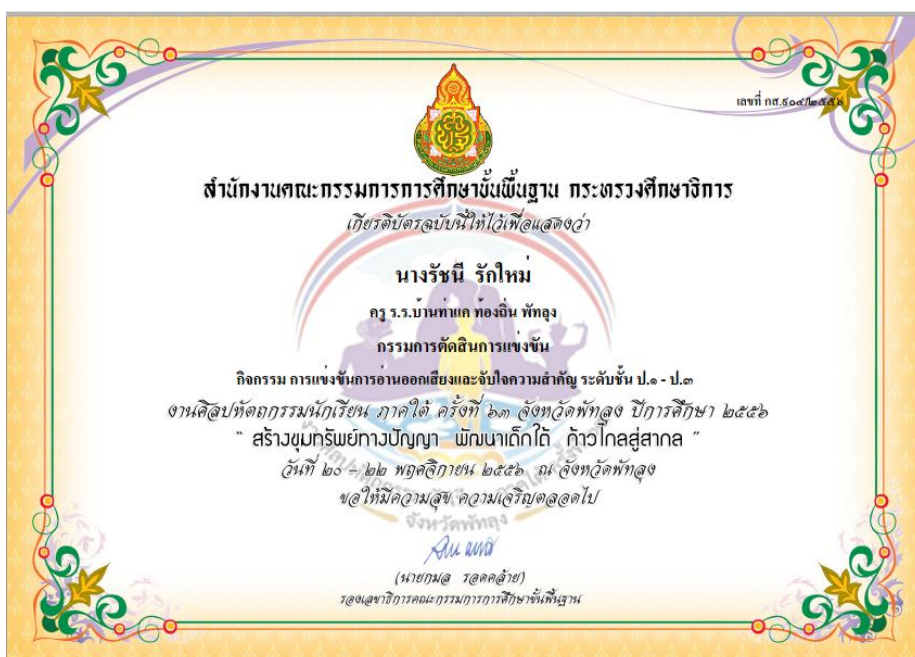 เลขที่ กส.๑๐๔/๒๕๕๖
สำนักงานคณะกรรมการการศึกษาขั้นพื้นฐาน กระทรวงศึกษาธิการ
เกียรติบัตรฉบับนี้ให้ไว้เพื่อแสดงว่า
นางรัชนี รักใหม่
ครู ร.ร.บ้านท่าแค ท้องถิ่น พัทลุง
กรรมการตัดสินการแข่งขัน
กิจกรรม การแข่งขันการอ่านออกเสียงและจับใจความสำคัญ ระดับชั้น ป.๑ - ป.๓
งานศิลปหัตถกรรมนักเรียน ภาคใต้ ครั้งที่ ๖๓ จังหวัดพัทลุง ปีการศึกษา ๒๕๕๖
" สร้างขุมทรัพย์ทางปัญญา พัฒนาเด็กใต้ ก้าวไกลสู่สากล "
วันที่ ๒๐ - ๒๒ พฤศจิกายน ๒๕๕๖ ณ จังหวัดพัทลุง
ขอให้มีความสุข ความเจริญตลอดไป
จังหวัดพัทลุง
(นายกมล รอดคล้าย)
รองเลขาธิการคณะกรรมการการศึกษาขั้นพื้นฐาน